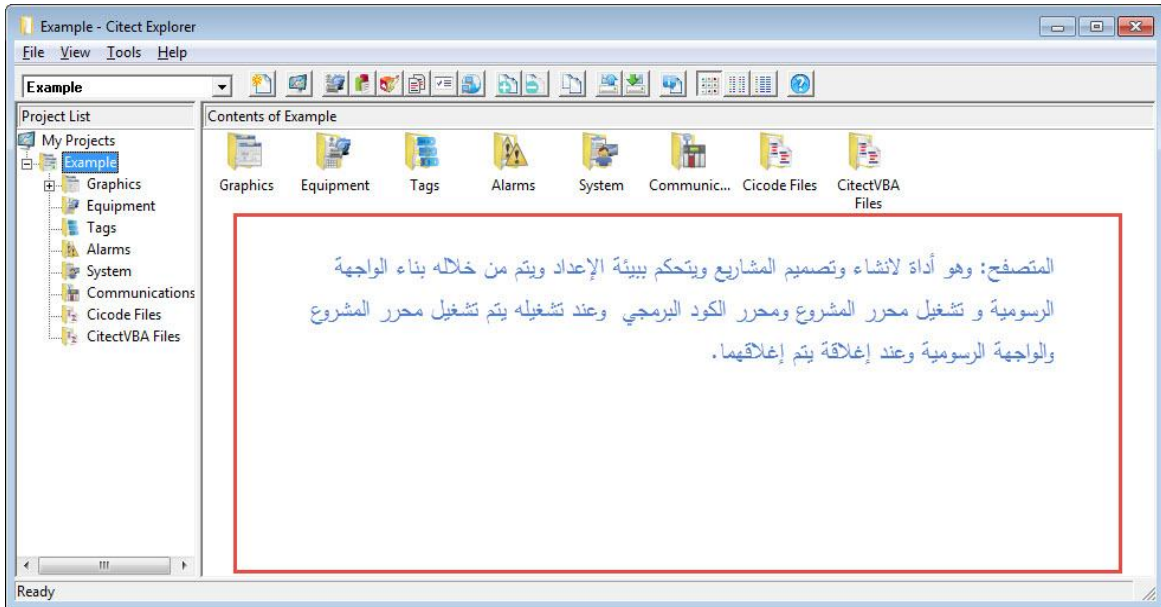 Example - Citect Explorer
File View Tools Help
Example
Project List
My Projects
Example
Graphics
Equipment
Tags
Alarms
System
Communications
Cicode Files
CitectVBA Files
Contents of Example
Graphics Equipment Tags Alarms System Communic... Cicode Files CitectVBA
Files
المتصفح: وهو أداة لانشاء وتصميم المشاريع ويتحكم ببيئة الإعداد ويتم من خلاله بناء الواجهة
الرسومية و تشغيل محرر المشروع ومحرر الكود البرمجي وعند تشغيله يتم تشغيل محرر المشروع
والواجهة الرسومية وعند إغلاقة يتم إغلاقهما.
Ready